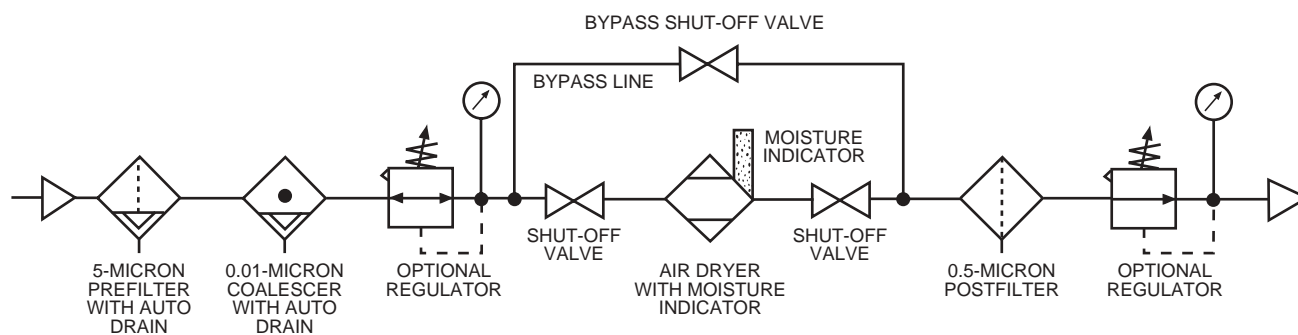 BYPASS SHUT-OFF VALVE
BYPASS LINE
MOISTURE
INDICATOR
SHUT-OFF
VALVE
SHUT-OFF
VALVE
5-MICRON
PREFILTER
WITH AUTO
DRAIN
0.01-MICRON
COALESCER
WITH AUTO
DRAIN
OPTIONAL
REGULATOR
AIR DRYER
WITH MOISTURE
INDICATOR
0.5-MICRON
POSTFILTER
OPTIONAL
REGULATOR